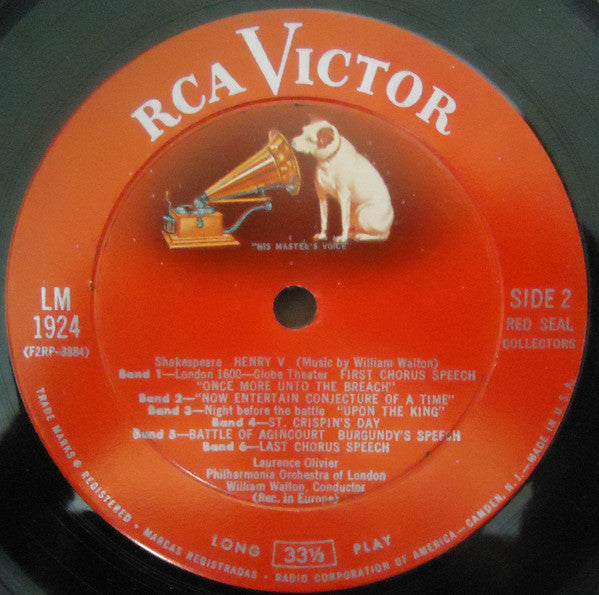 RCA VICTOR
"HIS MASTER'S VOICE"
LM
1924
(F2RP-3884)
SIDE 2
RED SEAL
COLLECTORS
Shakespeare HENRY V (Music by William Walton)
Band 1—London 1600—Globe Theater FIRST CHORUS SPEECH
"ONCE MORE UNTO THE BREACH"
Band 2—"NOW ENTERTAIN CONJECTURE OF A TIME"
Band 3—Night before the battle "UPON THE KING"
Band 4—ST. CRISPIN'S DAY
Band 5—BATTLE OF AGINCOURT BURGUNDY'S SPEECH
Band 6—LAST CHORUS SPEECH
Laurence Olivier
Philharmonia Orchestra of London
William Walton, Conductor
(Rec. in Europe)
LONG 33⅓ PLAY
TRADE MARKS ® REGISTERED • MARCAS REGISTRADAS • RADIO CORPORATION OF AMERICA—CAMDEN, N. J.—MADE IN U.S.A.